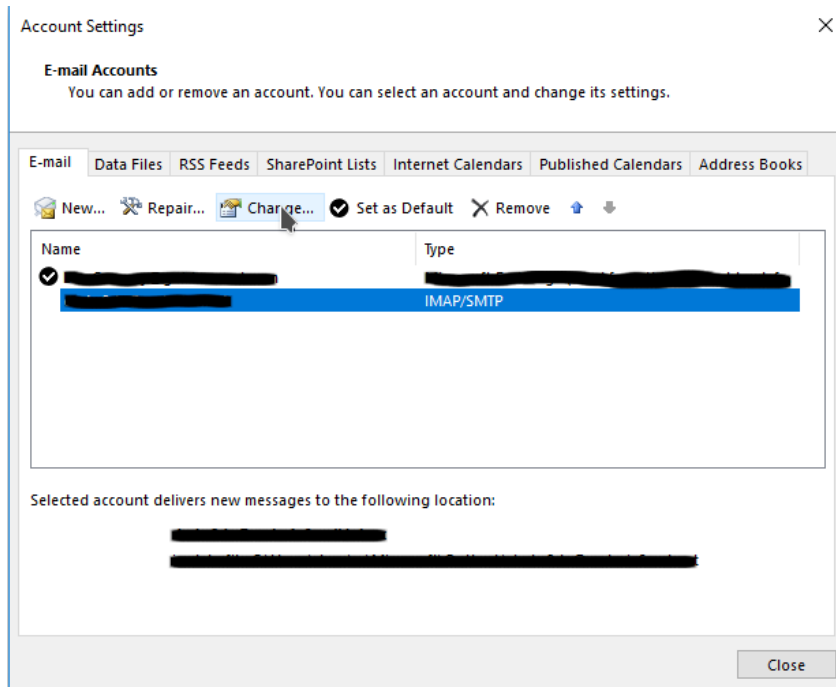 Account Settings
E-mail Accounts
You can add or remove an account. You can select an account and change its settings.
E-mail Data Files RSS Feeds SharePoint Lists Internet Calendars Published Calendars Address Books
New... Repair... Change... Set as Default Remove
Name Type
IMAP/SMTP
Selected account delivers new messages to the following location:
Close